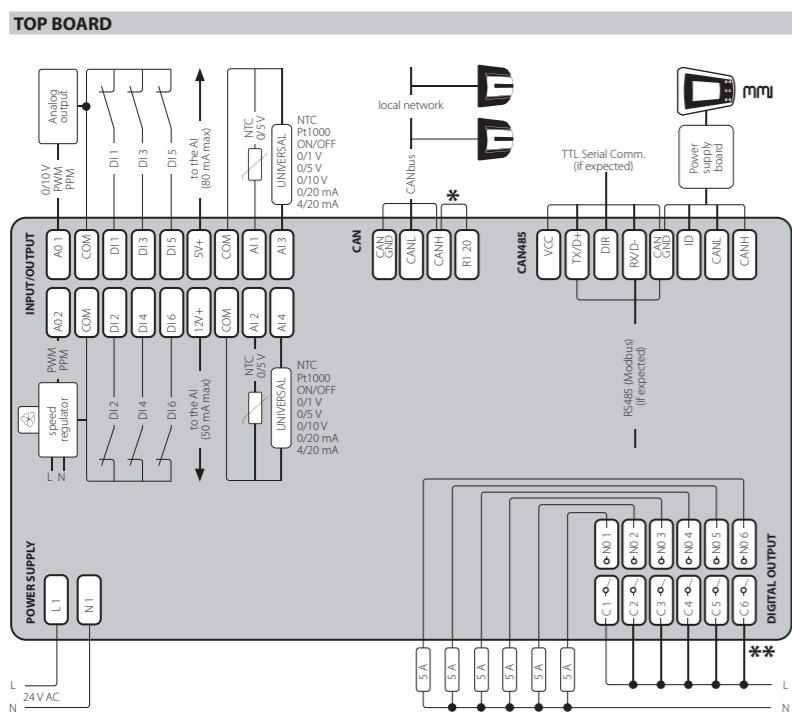 TOP BOARD
Analog
output
0/10 V
PWM
PPM
DI 1
DI 3
DI 5
to the AI
(80 mA max)
NTC
0/5 V
UNIVERSAL
NTC
Pt1000
ON/OFF
0/1 V
0/5 V
0/10 V
0/20 mA
4/20 mA
local network
CANbus
*
TTL Serial Comm.
(if expected)
Power
supply
board
INPUT/OUTPUT
A0 1
COM
DI 1
DI 3
DI 5
5V+
COM
AI 1
AI 3
CAN
CAN
GND
CANL
CANH
R1 20
CAN485
VCC
TX/D+
DIR
RX/D-
CAN
GND
ID
CANL
CANH
A0 2
COM
DI 2
DI 4
DI 6
12V+
COM
AI 2
AI 4
PWM
PPM
speed
regulator
L N
DI 2
DI 4
DI 6
to the AI
(50 mA max)
NTC
0/5 V
UNIVERSAL
NTC
Pt1000
ON/OFF
0/1 V
0/5 V
0/10 V
0/20 mA
4/20 mA
RS485 (Modbus)
(if expected)
POWER SUPPLY
L 1
N 1
N0 1
N0 2
N0 3
N0 4
N0 5
N0 6
C 1
C 2
C 3
C 4
C 5
C 6
DIGITAL OUTPUT
**
5 A
5 A
5 A
5 A
5 A
5 A
L
24 V AC
N
L
N